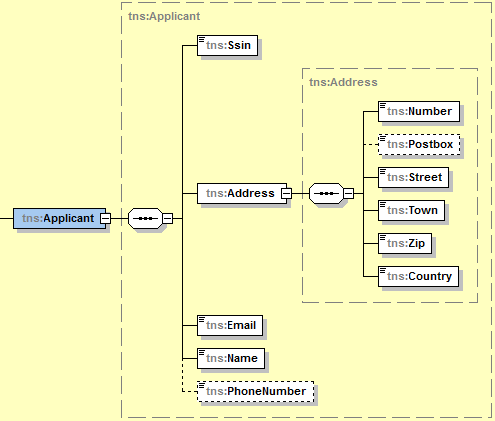 tns:Applicant
tns:Ssin
tns:Address
tns:Number
tns:Postbox
tns:Street
tns:Applicant
tns:Address
tns:Town
tns:Zip
tns:Country
tns:Email
tns:Name
tns:PhoneNumber